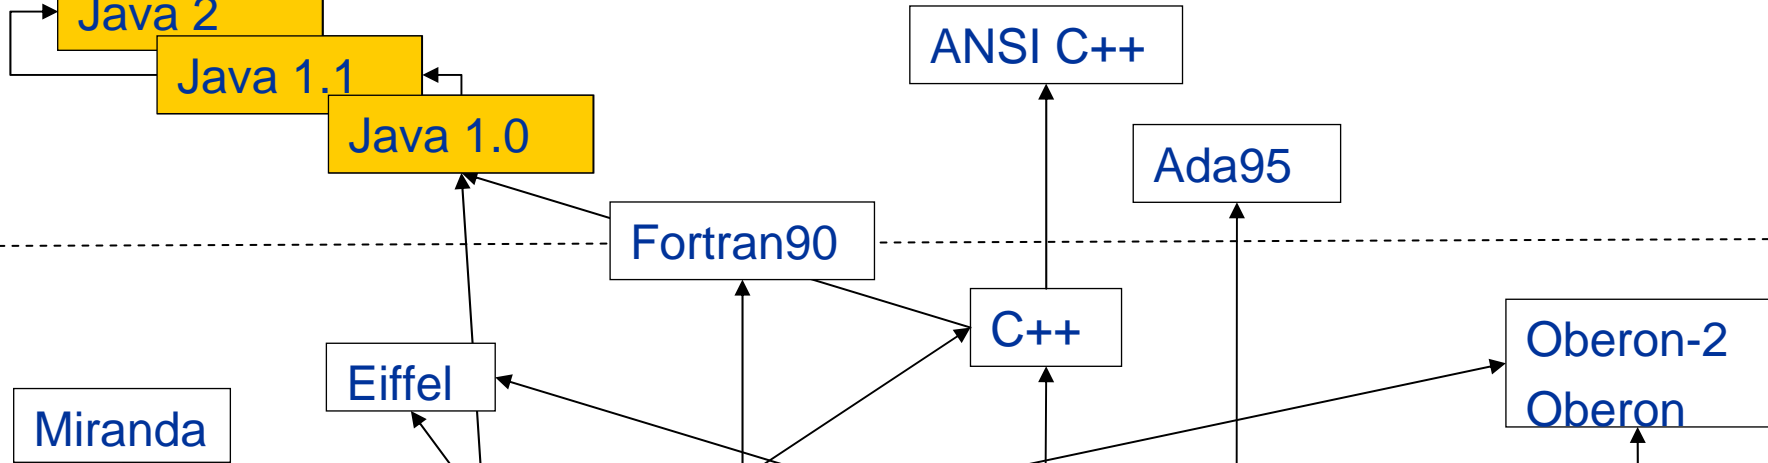 Java 2
Java 1.1
Java 1.0
ANSI C++
Ada95
Fortran90
C++
Eiffel
Miranda
Oberon-2
Oberon